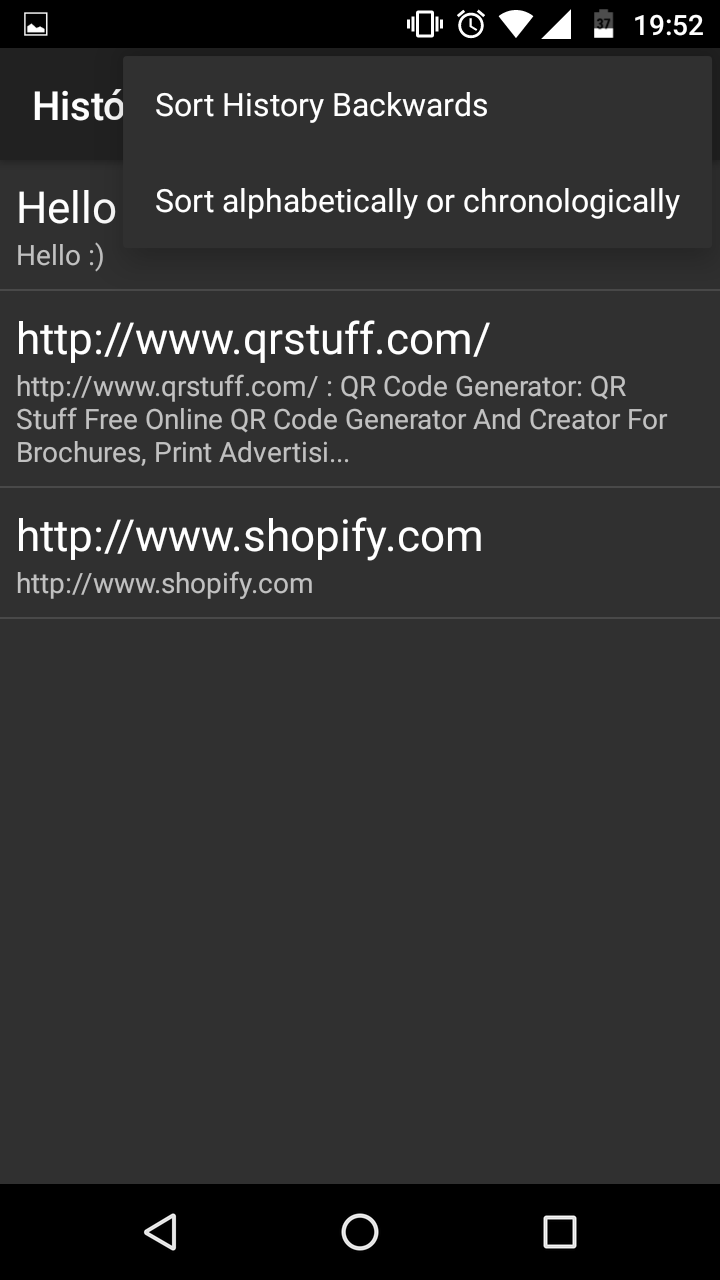 37 19:52
Histó
Sort History Backwards
Sort alphabetically or chronologically
Hello
Hello :)
http://www.qrstuff.com/
http://www.qrstuff.com/ : QR Code Generator: QR
Stuff Free Online QR Code Generator And Creator For
Brochures, Print Advertisi...
http://www.shopify.com
http://www.shopify.com